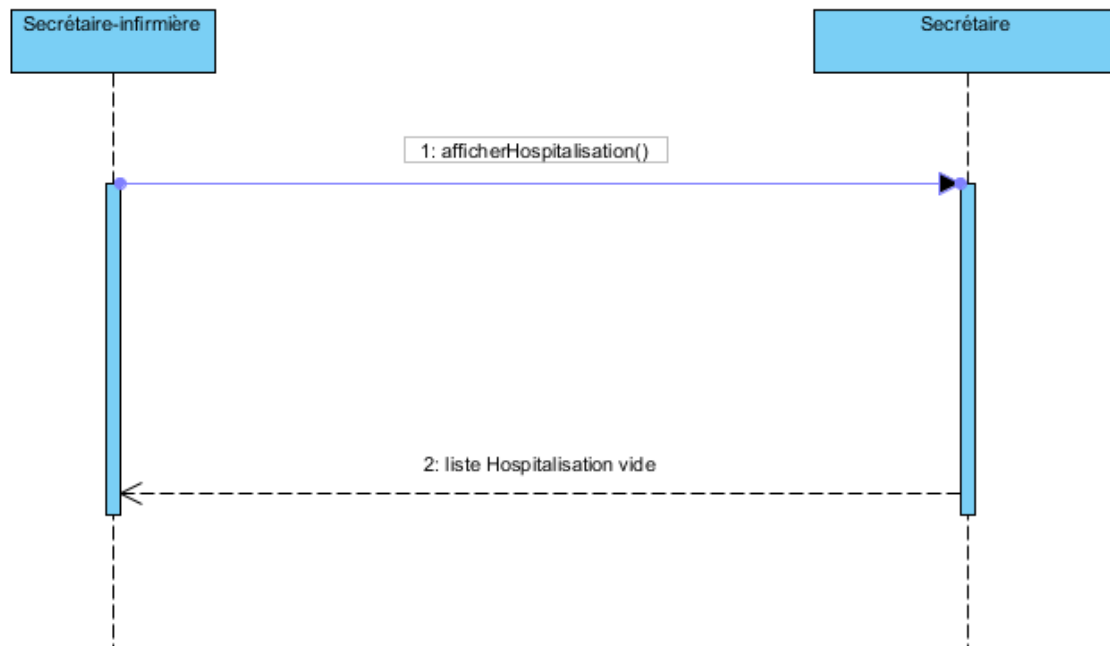 Secrétaire-infirmière
Secrétaire
1: afficherHospitalisation()
2: liste Hospitalisation vide